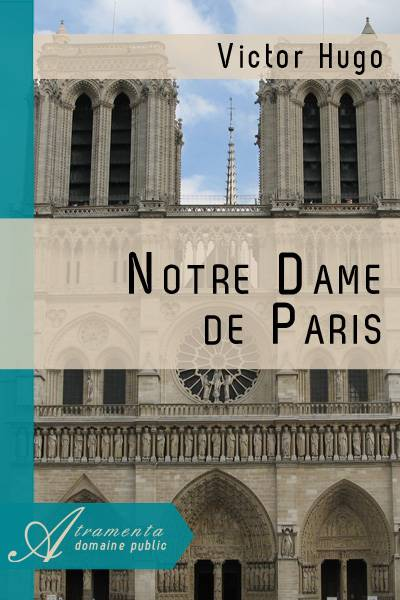 Victor Hugo
Notre Dame
de Paris
Atramenta
domaine public